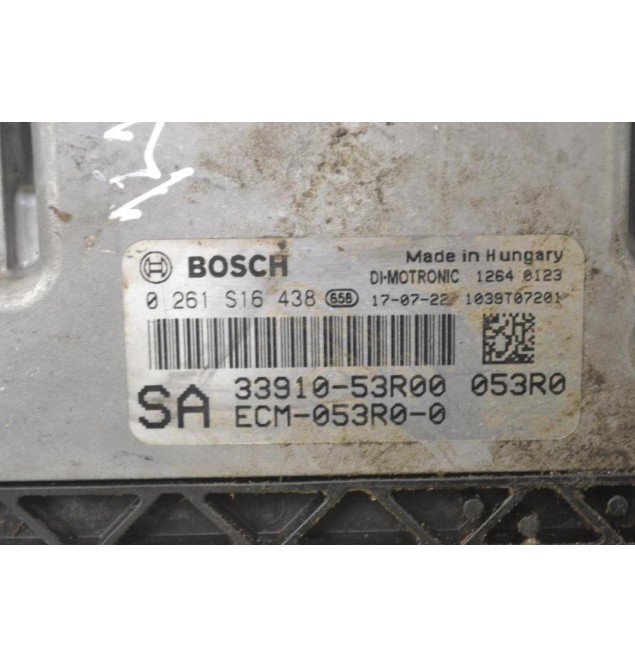 BOSCH Made in Hungary
DI-MOTRONIC 1264 0123
0 261 S16 438 65B 17-07-22 1039T07201
SA 33910-53R00 053R0
ECM-053R0-0